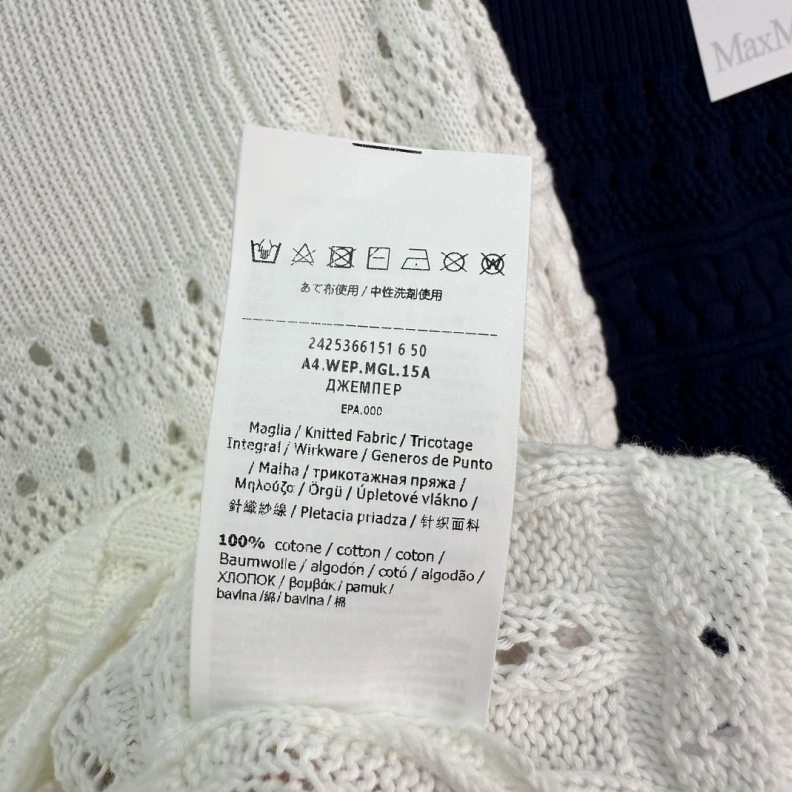 MaxM
あて布使用 / 中性洗剤使用
2425366151 6 50
A4.WEP.MGL.15A
ДЖЕМПЕР
EPA.000
Maglia / Knitted Fabric / Tricotage
Integral / Wirkware / Generos de Punto
/ Malha / трикотажная пряжа /
Μηλούζο / Örgü / Úpletové vlákno /
針織紗線 / Pletacia priadza / 针织面料
100% cotone / cotton / coton /
Baumwolle / algodón / cotó / algodão /
ХЛОПОК / βαμβάκι / pamuk /
bavlna /綿/ bavlna / 棉